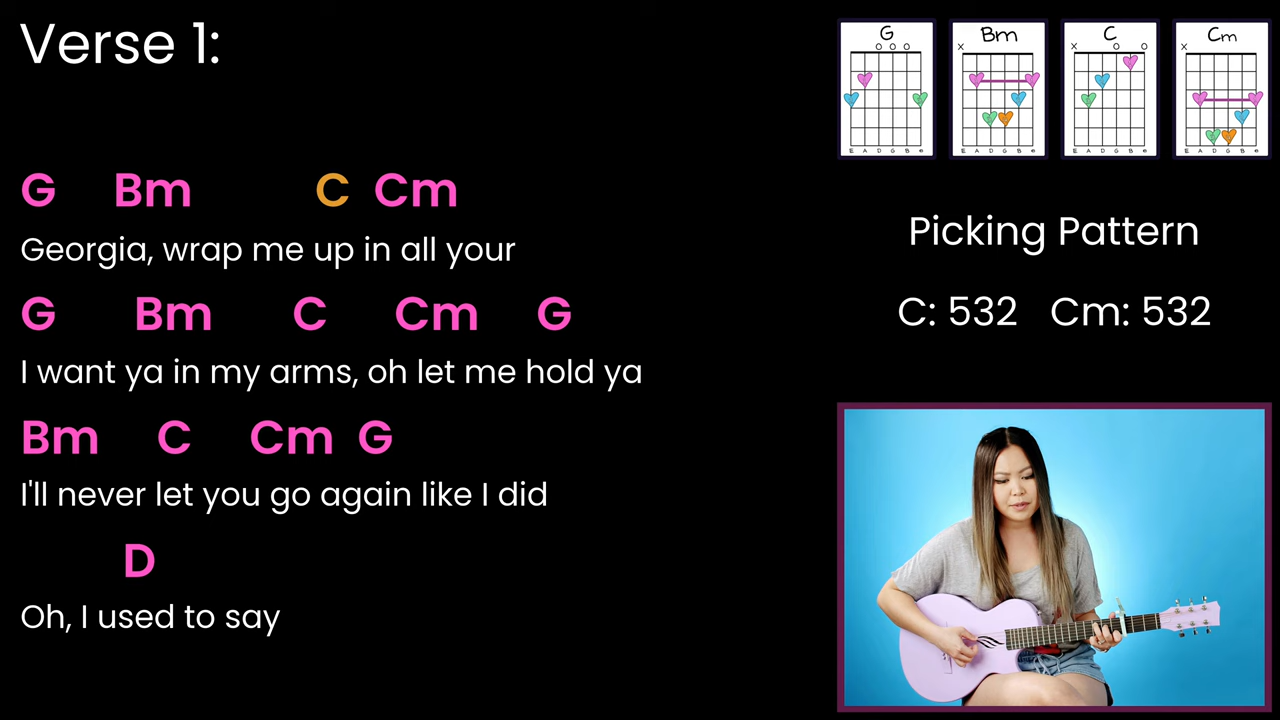 Verse 1:
G Bm C Cm
Georgia, wrap me up in all your
G Bm C Cm G
I want ya in my arms, oh let me hold ya
Bm C Cm G
I'll never let you go again like I did
D
Oh, I used to say
G Bm C Cm
o o o x x o o x
E A D G B e E A D G B e E A D G B e E A D G B e
Picking Pattern
C: 532 Cm: 532